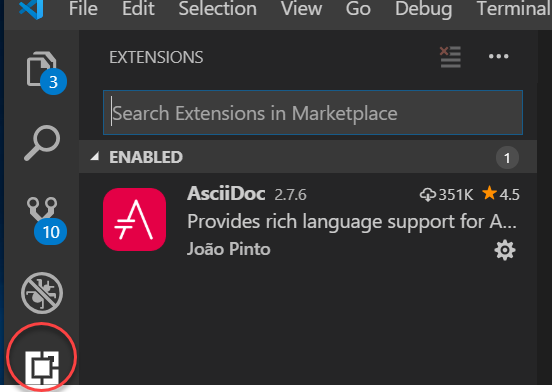 File Edit Selection View Go Debug Terminal
EXTENSIONS
3
Search Extensions in Marketplace
ENABLED 1
AsciiDoc 2.7.6 351K 4.5
Provides rich language support for A...
10
João Pinto